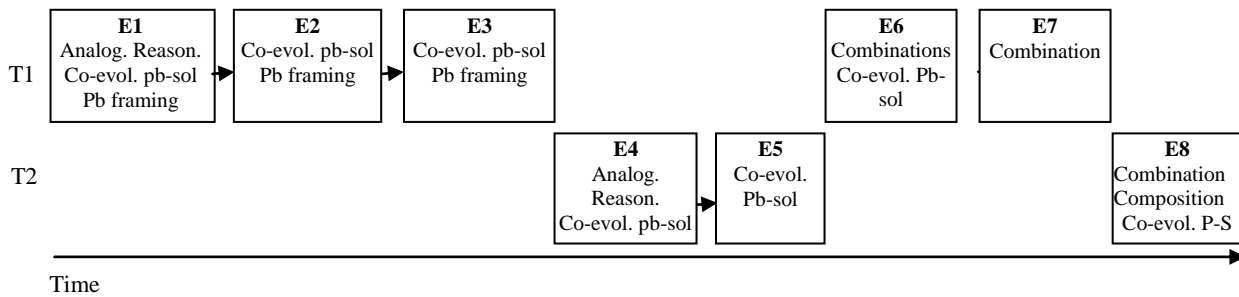 E1
Analog. Reason.
Co-evol. pb-sol
Pb framing
E2
Co-evol. pb-sol
Pb framing
E3
Co-evol. pb-sol
Pb framing
E6
Combinations
Co-evol. Pb-
sol
E7
Combination
T1
E4
Analog.
Reason.
Co-evol. pb-sol
E5
Co-evol.
Pb-sol
E8
Combination
Composition
Co-evol. P-S
T2
Time